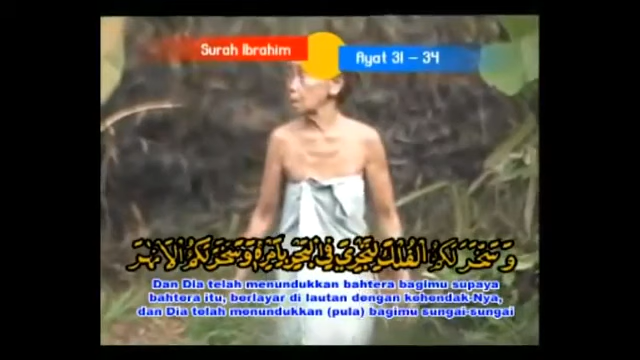 Surah Ibrahim
Ayat 31 - 34
وَسَخَّرَ لَكُمُ الْفُلْكَ لِتَجْرِيَ فِي الْبَحْرِ بِأَمْرِهِ وَسَخَّرَ لَكُمُ الْأَنْهَارَ
Dan Dia telah menundukkan bahtera bagimu supaya
bahtera itu, berlayar di lautan dengan kehendak-Nya,
dan Dia telah menundukkan (pula) bagimu sungai-sungai